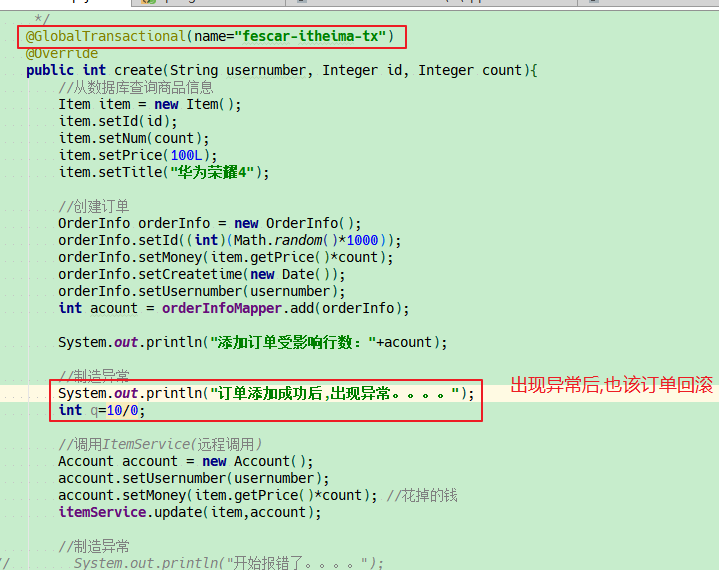 */
@GlobalTransactional(name="fescar-itheima-tx")
@Override
public int create(String usernumber, Integer id, Integer count){
//从数据库查询商品信息
Item item = new Item();
item.setId(id);
item.setNum(count);
item.setPrice(100L);
item.setTitle("华为荣耀4");
//创建订单
OrderInfo orderInfo = new OrderInfo();
orderInfo.setId((int)(Math.random()*1000));
orderInfo.setMoney(item.getPrice()*count);
orderInfo.setCreatetime(new Date());
orderInfo.setUsernumber(usernumber);
int acount = orderInfoMapper.add(orderInfo);
System.out.println("添加订单受影响行数："+acount);
//制造异常
System.out.println("订单添加成功后,出现异常。。。。");
出现异常后,也该订单回滚
int q=10/0;
//调用ItemService(远程调用)
Account account = new Account();
account.setUsernumber(usernumber);
account.setMoney(item.getPrice()*count); //花掉的钱
itemService.update(item,account);
//制造异常
// System.out.println("开始报错了。。。。");